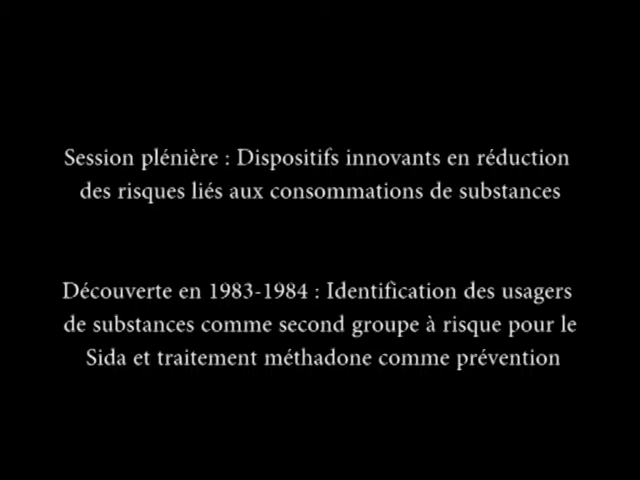 Session plénière : Dispositifs innovants en réduction
des risques liés aux consommations de substances
Découverte en 1983-1984 : Identification des usagers
de substances comme second groupe à risque pour le
Sida et traitement méthadone comme prévention